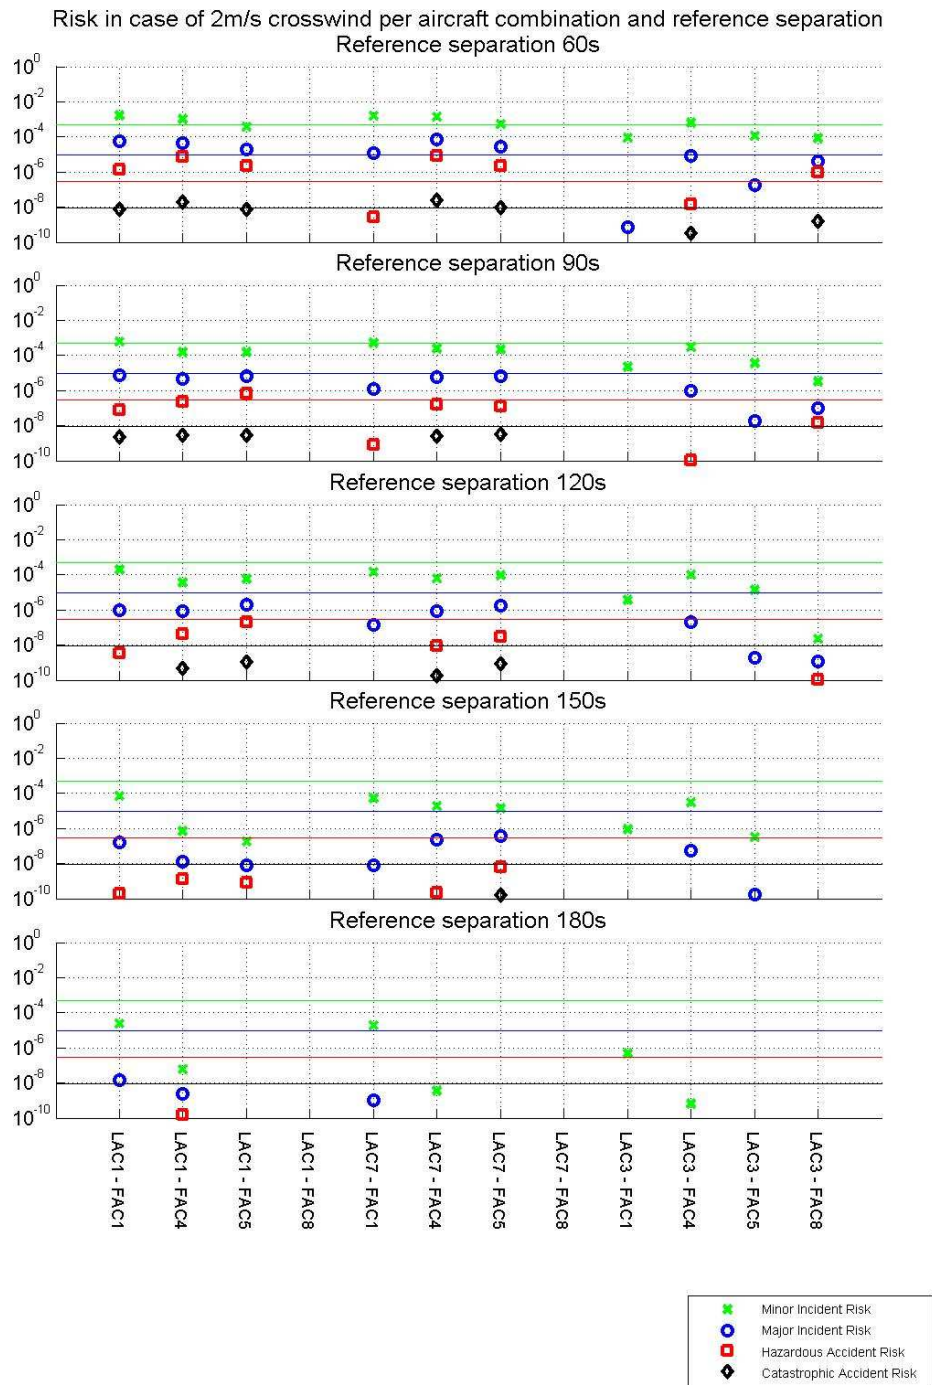 Risk in case of 2m/s crosswind per aircraft combination and reference separation
Reference separation 60s
10^0
10^-2
10^-4
10^-6
10^-8
10^-10
Reference separation 90s
10^0
10^-2
10^-4
10^-6
10^-8
10^-10
Reference separation 120s
10^0
10^-2
10^-4
10^-6
10^-8
10^-10
Reference separation 150s
10^0
10^-2
10^-4
10^-6
10^-8
10^-10
Reference separation 180s
10^0
10^-2
10^-4
10^-6
10^-8
10^-10
LAC1 - FAC1
LAC1 - FAC4
LAC1 - FAC5
LAC1 - FAC8
LAC7 - FAC1
LAC7 - FAC4
LAC7 - FAC5
LAC7 - FAC8
LAC3 - FAC1
LAC3 - FAC4
LAC3 - FAC5
LAC3 - FAC8
Minor Incident Risk
Major Incident Risk
Hazardous Accident Risk
Catastrophic Accident Risk